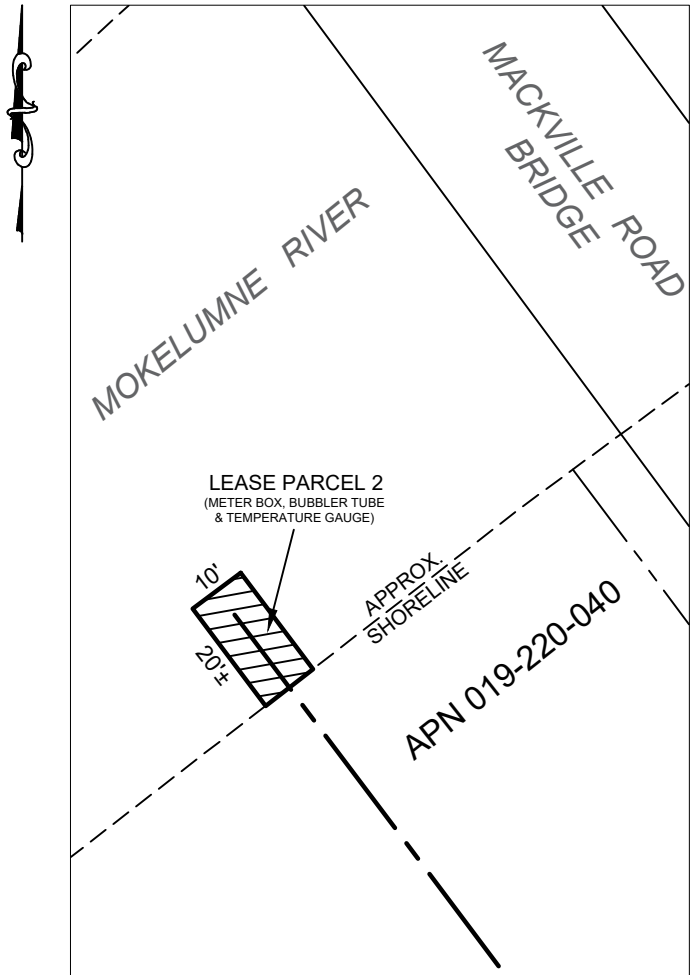 MACKVILLE ROAD
BRIDGE
MOKELUMNE RIVER
LEASE PARCEL 2
(METER BOX, BUBBLER TUBE
& TEMPERATURE GAUGE)
10'
20'±
APPROX.
SHORELINE
APN 019-220-040